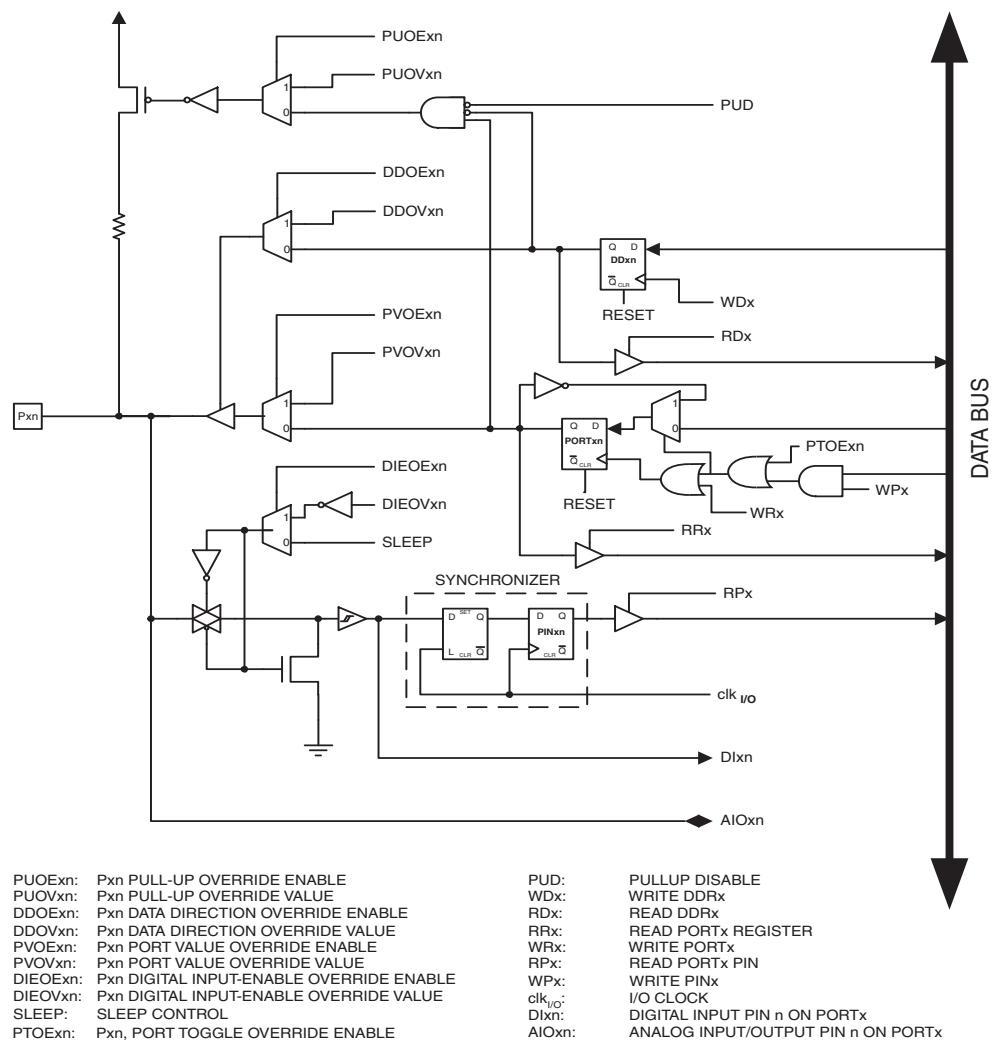 PUOExn
PUOVxn
1
0
PUD
DDOExn
DDOVxn
1
0
Q D
DDxn
Q CLR
WDx
RESET
PVOExn
RDx
PVOVxn
1
0
Pxn
1
0
Q D
PORTxn
Q CLR
PTOExn
WPx
RESET
WRx
DATA BUS
DIEOExn
DIEOVxn
1
0
SLEEP
RRx
SYNCHRONIZER
RPx
D SET Q
L CLR Q
D Q
PINxn
CLR Q
clk I/O
DIxn
AIOxn
PUOExn: Pxn PULL-UP OVERRIDE ENABLE
PUOVxn: Pxn PULL-UP OVERRIDE VALUE
DDOExn: Pxn DATA DIRECTION OVERRIDE ENABLE
DDOVxn: Pxn DATA DIRECTION OVERRIDE VALUE
PVOExn: Pxn PORT VALUE OVERRIDE ENABLE
PVOVxn: Pxn PORT VALUE OVERRIDE VALUE
DIEOExn: Pxn DIGITAL INPUT-ENABLE OVERRIDE ENABLE
DIEOVxn: Pxn DIGITAL INPUT-ENABLE OVERRIDE VALUE
SLEEP: SLEEP CONTROL
PTOExn: Pxn, PORT TOGGLE OVERRIDE ENABLE
PUD: PULLUP DISABLE
WDx: WRITE DDRx
RDx: READ DDRx
RRx: READ PORTx REGISTER
WRx: WRITE PORTx
RPx: READ PORTx PIN
WPx: WRITE PINx
clkI/O: I/O CLOCK
DIxn: DIGITAL INPUT PIN n ON PORTx
AIOxn: ANALOG INPUT/OUTPUT PIN n ON PORTx